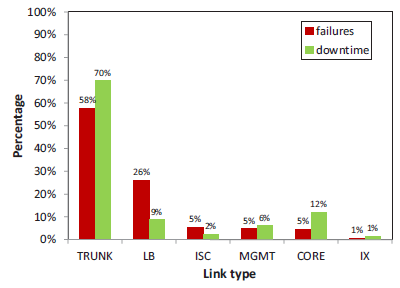 100%
90%
80%
70%
60%
50%
40%
30%
20%
10%
0%
Percentage
failures
downtime
58%
70%
26%
9%
5%
2%
5%
6%
5%
12%
1%
1%
TRUNK
LB
ISC
MGMT
CORE
IX
Link type